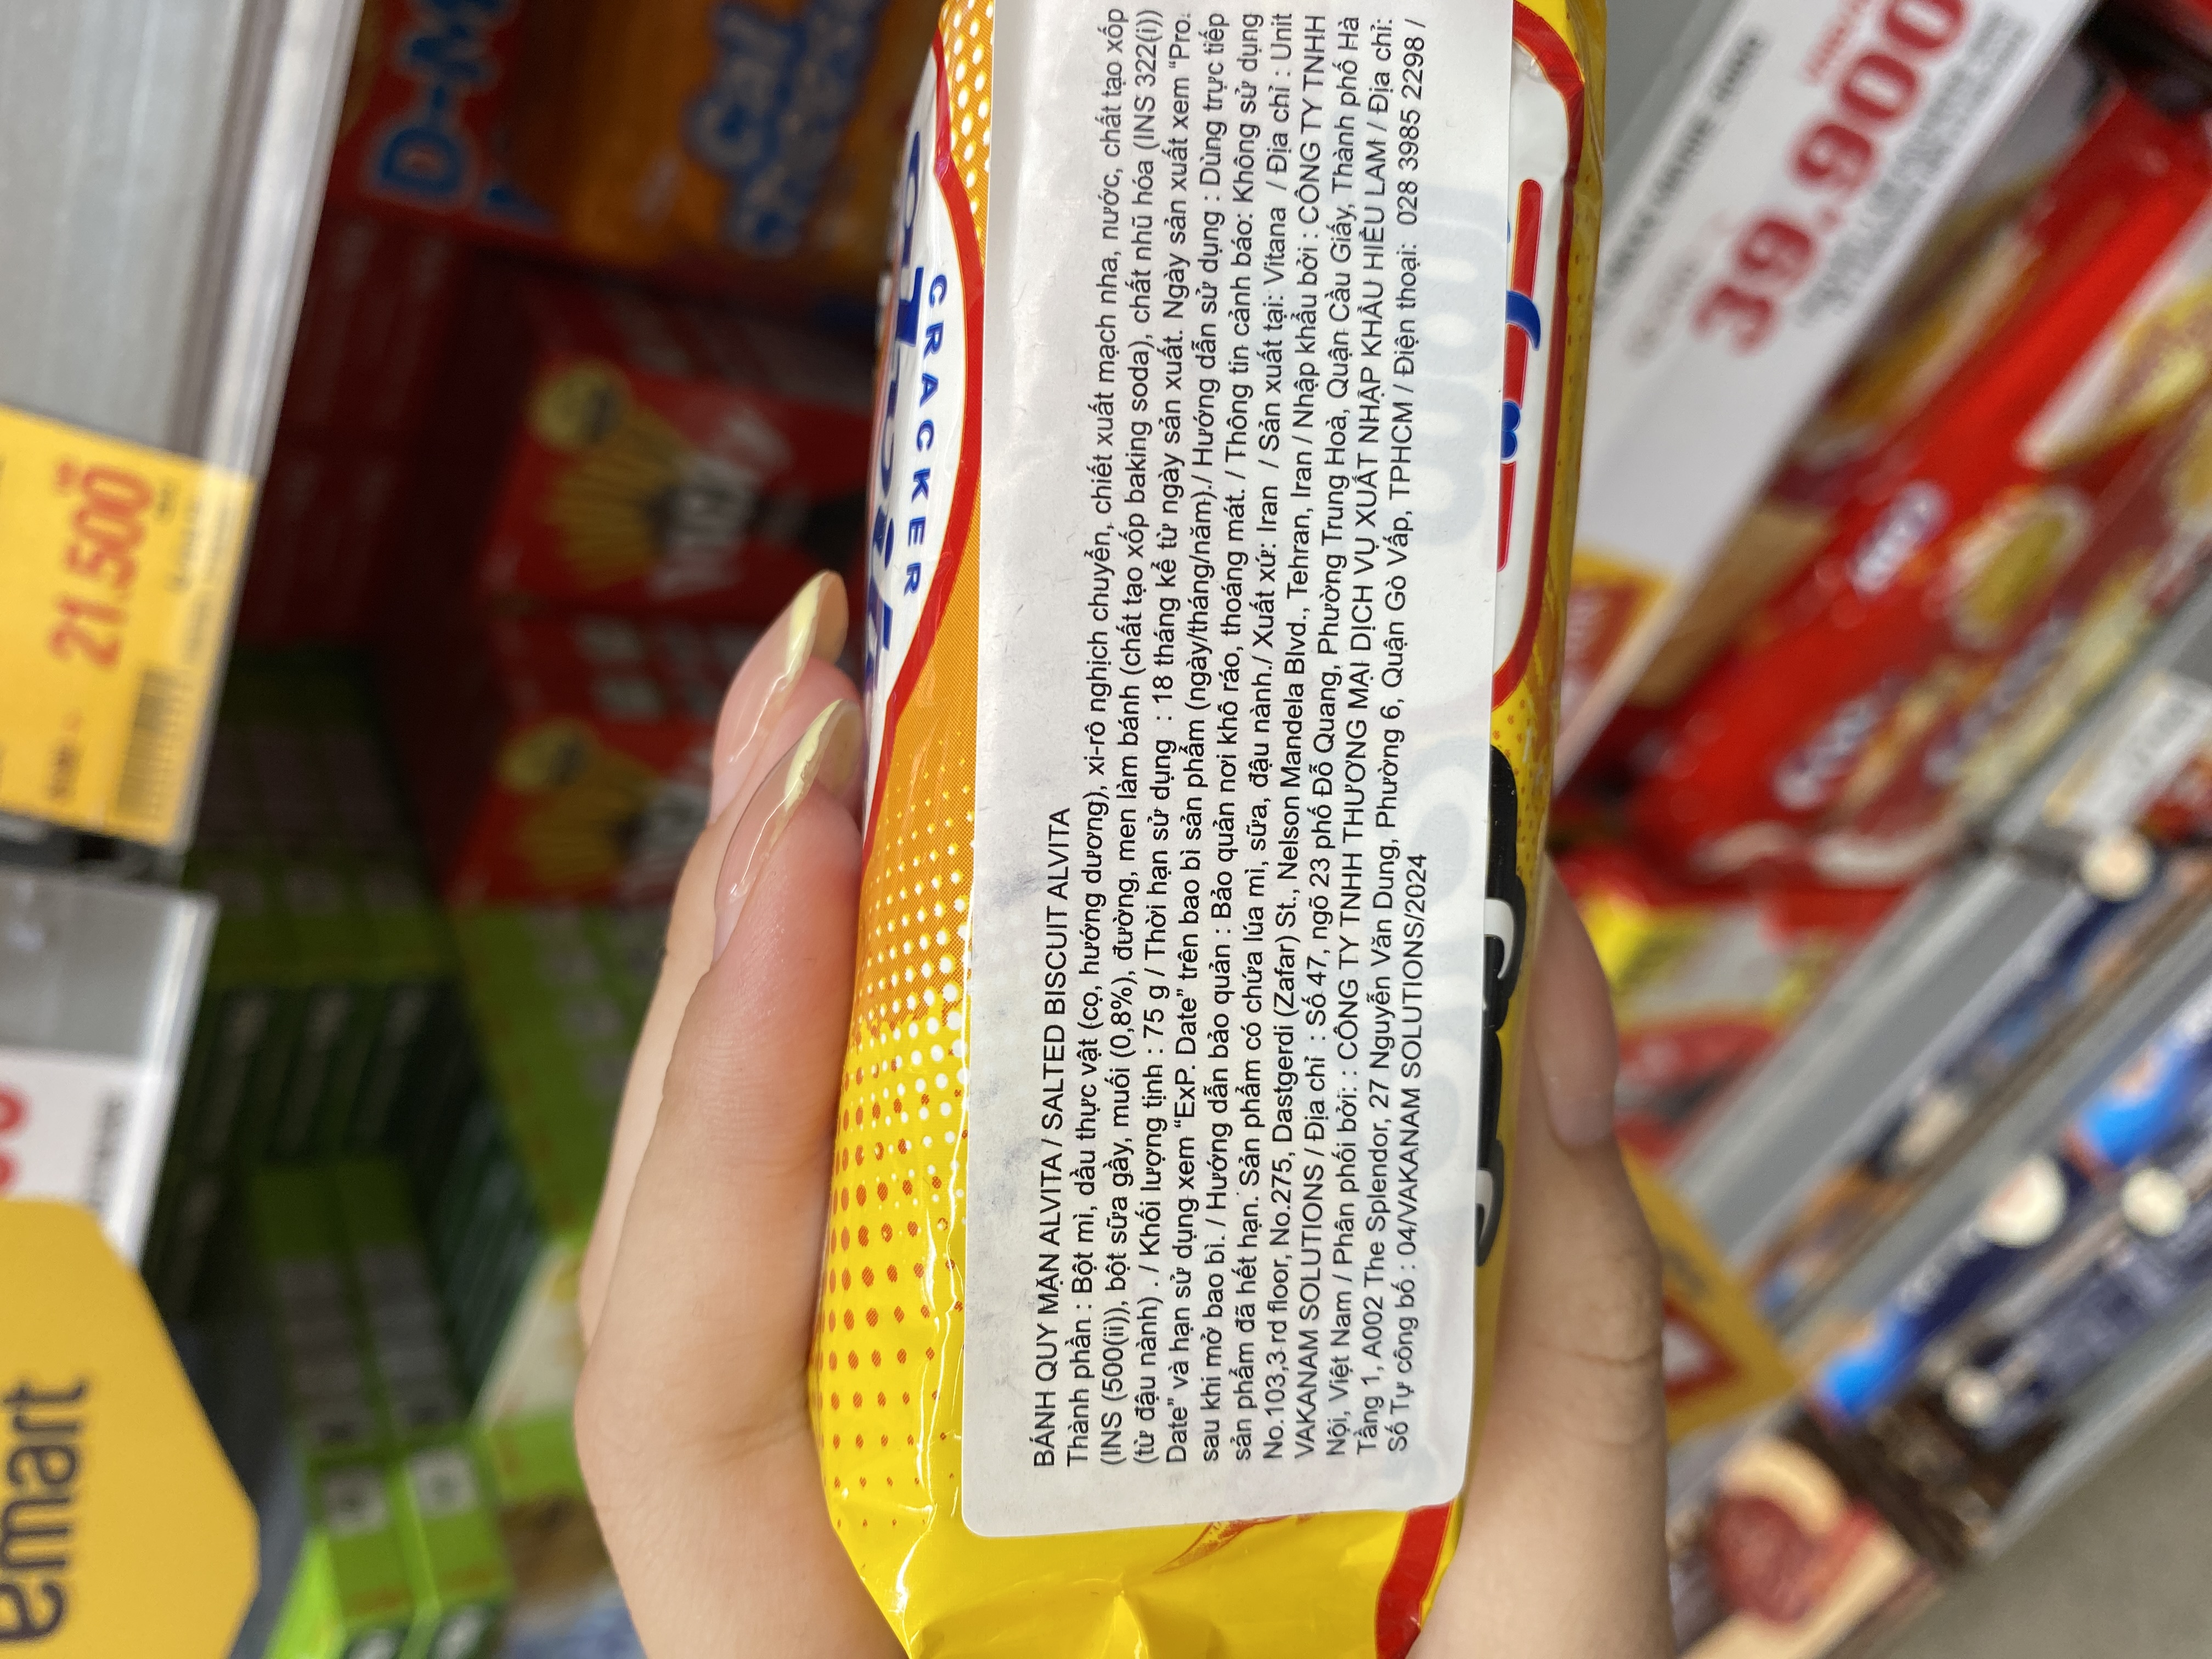 emart
21.500
D-M
Cal
CRACKER
BÁNH QUY MẶN ALVITA / SALTED BISCUIT ALVITA
Thành phần : Bột mì, dầu thực vật (cọ, hướng dương), xi-rô nghịch chuyển, chiết xuất mạch nha, nước, chất tạo xốp
(INS (500(ii)), bột sữa gầy, muối (0,8%), đường, men làm bánh (chất tạo xốp baking soda), chất nhũ hóa (INS 322(i))
(từ đậu nành) . / Khối lượng tịnh : 75 g / Thời hạn sử dụng : 18 tháng kể từ ngày sản xuất. Ngày sản xuất xem “Pro.
Date” và hạn sử dụng xem “ExP. Date” trên bao bì sản phẩm (ngày/tháng/năm)./ Hướng dẫn sử dụng : Dùng trực tiếp
sau khi mở bao bì. / Hướng dẫn bảo quản : Bảo quản nơi khô ráo, thoáng mát. / Thông tin cảnh báo: Không sử dụng
sản phẩm đã hết hạn. Sản phẩm có chứa lúa mì, sữa, đậu nành./ Xuất xứ: Iran / Sản xuất tại: Vitana / Địa chỉ : Unit
No.103,3 rd floor, No.275, Dastgerdi (Zafar) St., Nelson Mandela Blvd., Tehran, Iran / Nhập khẩu bởi : CÔNG TY TNHH
VAKANAM SOLUTIONS / Địa chỉ : Số 47, ngõ 23 phố Đỗ Quang, Phường Trung Hoà, Quận Cầu Giấy, Thành phố Hà
Nội, Việt Nam / Phân phối bởi: : CÔNG TY TNHH THƯƠNG MẠI DỊCH VỤ XUẤT NHẬP KHẨU HIẾU LAM / Địa chỉ:
Tầng 1, A002 The Splendor, 27 Nguyễn Văn Dung, Phường 6, Quận Gò Vấp, TPHCM / Điện thoại: 028 3985 2298 /
Số Tự công bố : 04/VAKANAM SOLUTIONS/2024
39.900